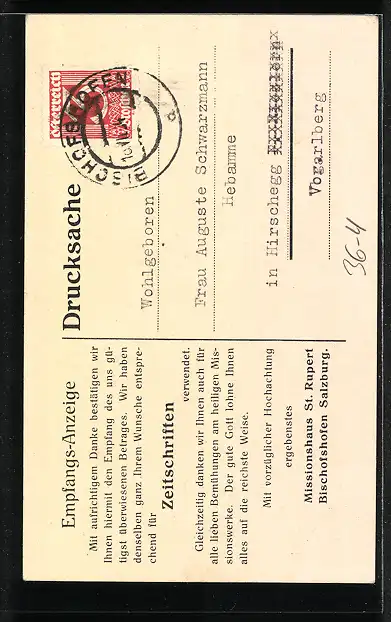 Empfangs-Anzeige
Mit aufrichtigem Danke bestätigen wir
Ihnen hiermit den Empfang des uns gü-
tigst überwiesenen Betrages. Wir haben
denselben ganz Ihrem Wunsche entspre-
chend für
Zeitschriften
verwendet.
Gleichzeitig danken wir Ihnen auch für
alle lieben Bemühungen am heiligen Mis-
sionswerke. Der gute Gott lohne Ihnen
alles auf die reichste Weise.
Mit vorzüglicher Hochachtung
ergebenstes
Missionshaus St. Rupert
Bischofshofen Salzburg.
Drucksache
Österreich
BISCHOFSHOFEN
b
Wohlgeboren
Frau Auguste Schwarzmann
Hebamme
in Hirschegg
Vogarlberg
36-4